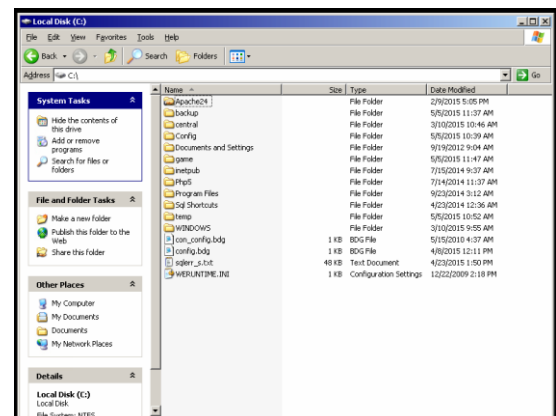 Local Disk (C:)
File Edit View Favorites Tools Help
Back Search Folders
Address C:\ Go
System Tasks
Hide the contents of
this drive
Add or remove
programs
Search for files or
folders
File and Folder Tasks
Make a new folder
Publish this folder to the
Web
Share this folder
Other Places
My Computer
My Documents
Documents
My Network Places
Details
Local Disk (C:)
Local Disk
File System: NTFS
Name Size Type Date Modified
Apache24 File Folder 2/9/2015 5:05 PM
backup File Folder 5/5/2015 11:37 AM
central File Folder 3/10/2015 10:46 AM
Config File Folder 5/5/2015 10:39 AM
Documents and Settings File Folder 9/19/2012 9:04 AM
game File Folder 5/5/2015 11:47 AM
inetpub File Folder 7/15/2014 9:37 AM
Php5 File Folder 7/14/2014 11:37 AM
Program Files File Folder 9/23/2014 3:12 AM
Sql Shortcuts File Folder 4/23/2014 12:36 AM
temp File Folder 5/5/2015 10:52 AM
WINDOWS File Folder 3/10/2015 9:55 AM
con_config.bdg 1 KB BDG File 5/15/2010 4:37 AM
config.bdg 1 KB BDG File 4/8/2015 12:11 PM
sqlerr_s.txt 48 KB Text Document 4/23/2015 1:50 PM
WERUNTIME.INI 1 KB Configuration Settings 12/22/2009 2:18 PM